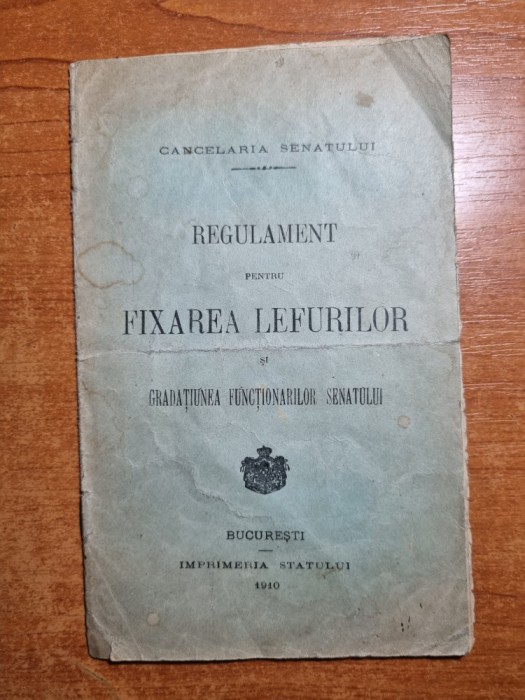 CANCELARIA SENATULUI
REGULAMENT
PENTRU
FIXAREA LEFURILOR
ȘI
GRADAȚIUNEA FUNCȚIONARILOR SENATULUI
BUCUREȘTI
IMPRIMERIA STATULUI
1910